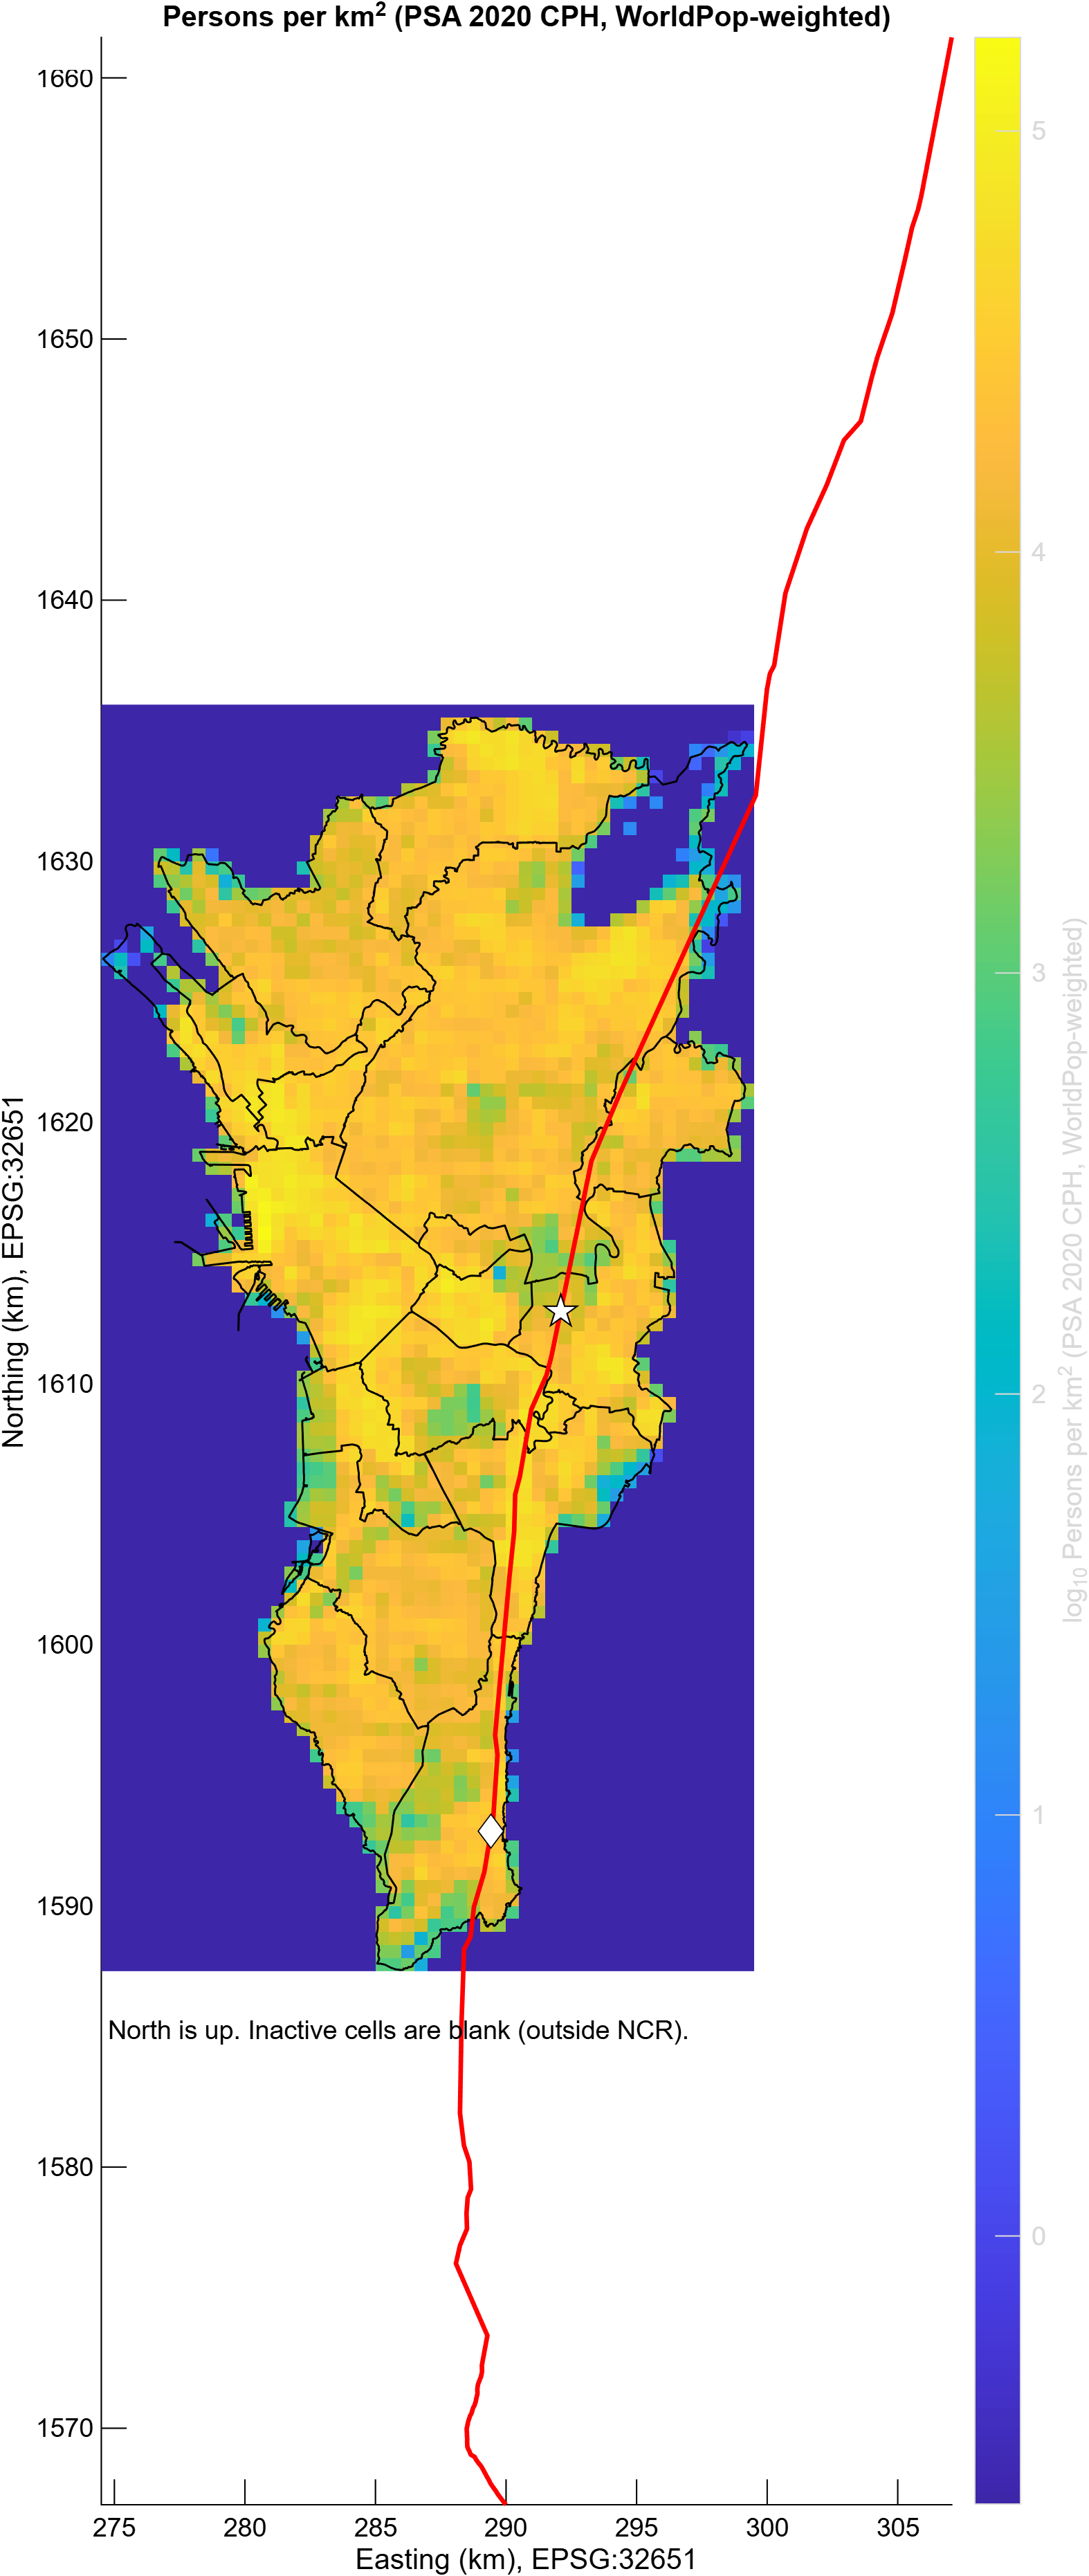 Persons per km² (PSA 2020 CPH, WorldPop-weighted)
1660
1650
1640
1630
1620
1610
1600
1590
1580
1570
Northing (km), EPSG:32651
North is up. Inactive cells are blank (outside NCR).
275 280 285 290 295 300 305
Easting (km), EPSG:32651
5
4
3
2
1
0
log₁₀ Persons per km² (PSA 2020 CPH, WorldPop-weighted)